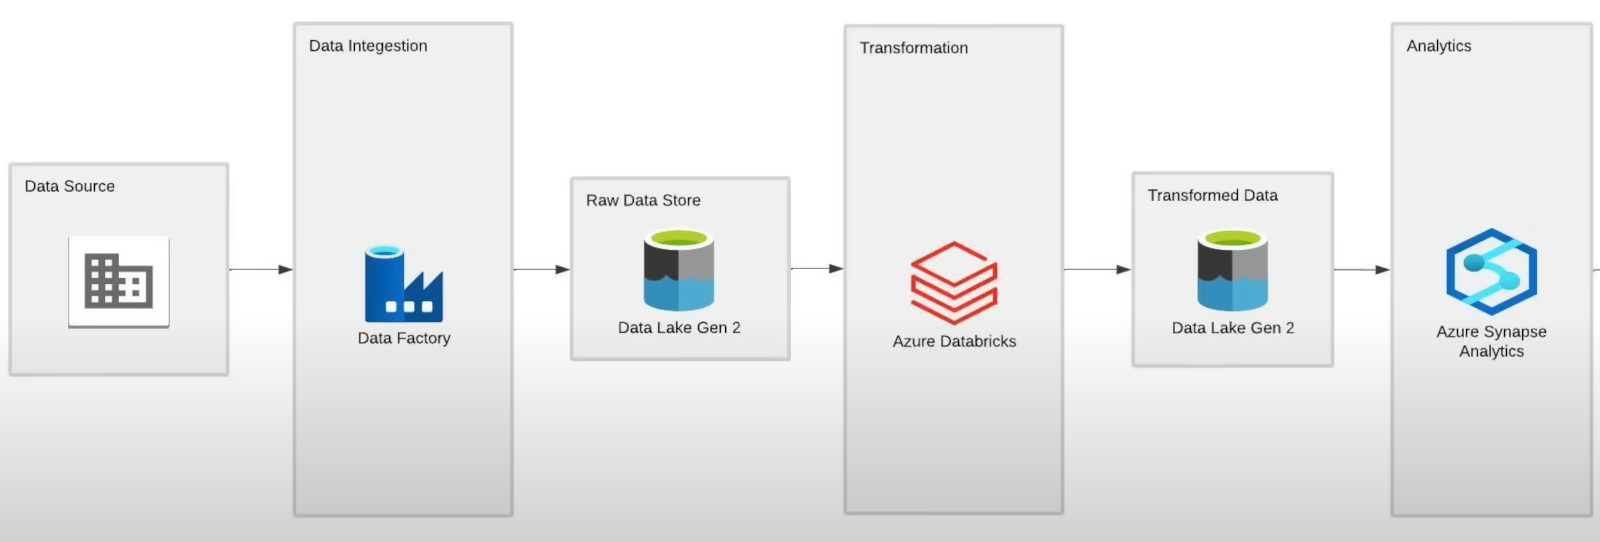 Data Source
Data Integestion
Data Factory
Raw Data Store
Data Lake Gen 2
Transformation
Azure Databricks
Transformed Data
Data Lake Gen 2
Analytics
Azure Synapse
Analytics